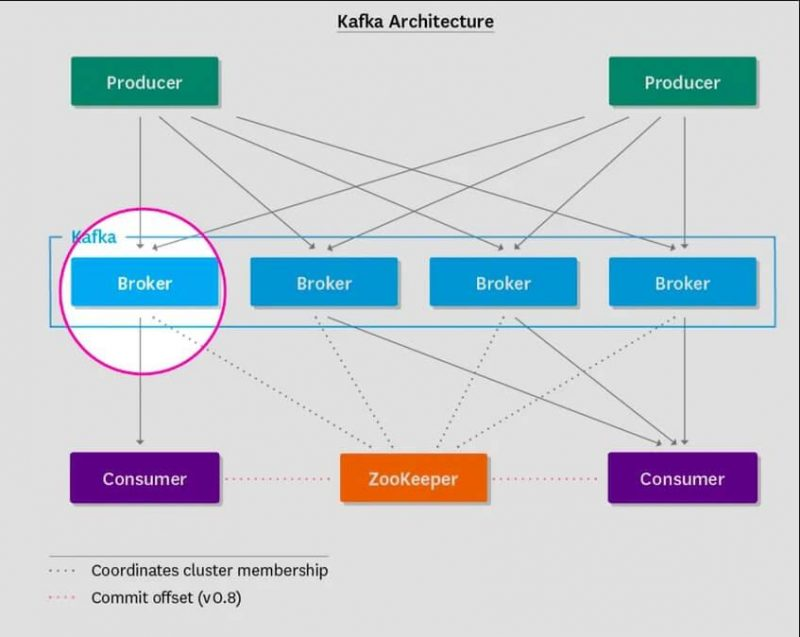 Kafka Architecture
Producer
Producer
Kafka
Broker
Broker
Broker
Broker
Consumer
ZooKeeper
Consumer
Coordinates cluster membership
Commit offset (v0.8)